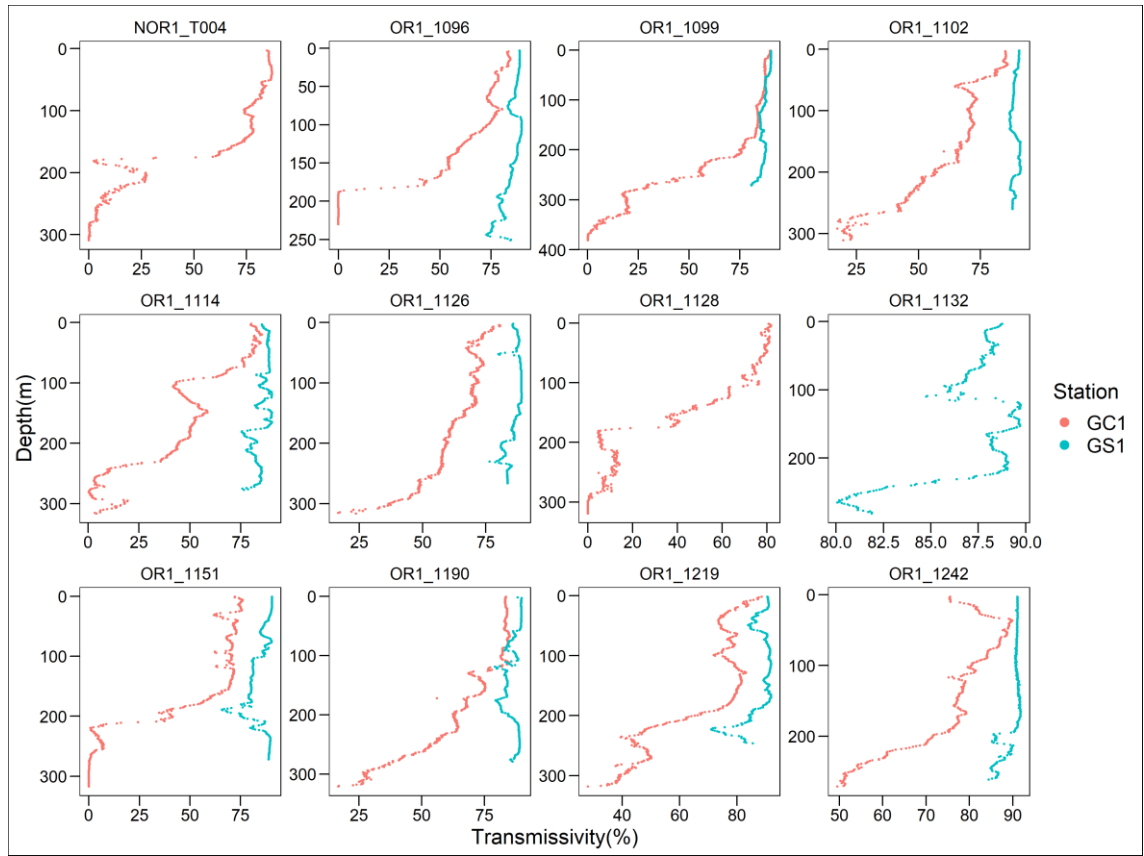 NOR1_T004 OR1_1096 OR1_1099 OR1_1102
0 100 200 300
0 50 100 150 200 250
0 100 200 300 400
0 100 200 300
0 25 50 75
0 25 50 75
0 25 50 75
25 50 75
OR1_1114 OR1_1126 OR1_1128 OR1_1132
0 100 200 300
0 100 200 300
0 100 200 300
0 100 200
0 25 50 75
25 50 75
0 20 40 60 80
80.0 82.5 85.0 87.5 90.0
OR1_1151 OR1_1190 OR1_1219 OR1_1242
0 100 200 300
0 100 200 300
0 100 200 300
0 100 200
0 25 50 75
25 50 75
40 60 80
50 60 70 80 90
Depth(m)
Transmissivity(%)
Station
GC1
GS1